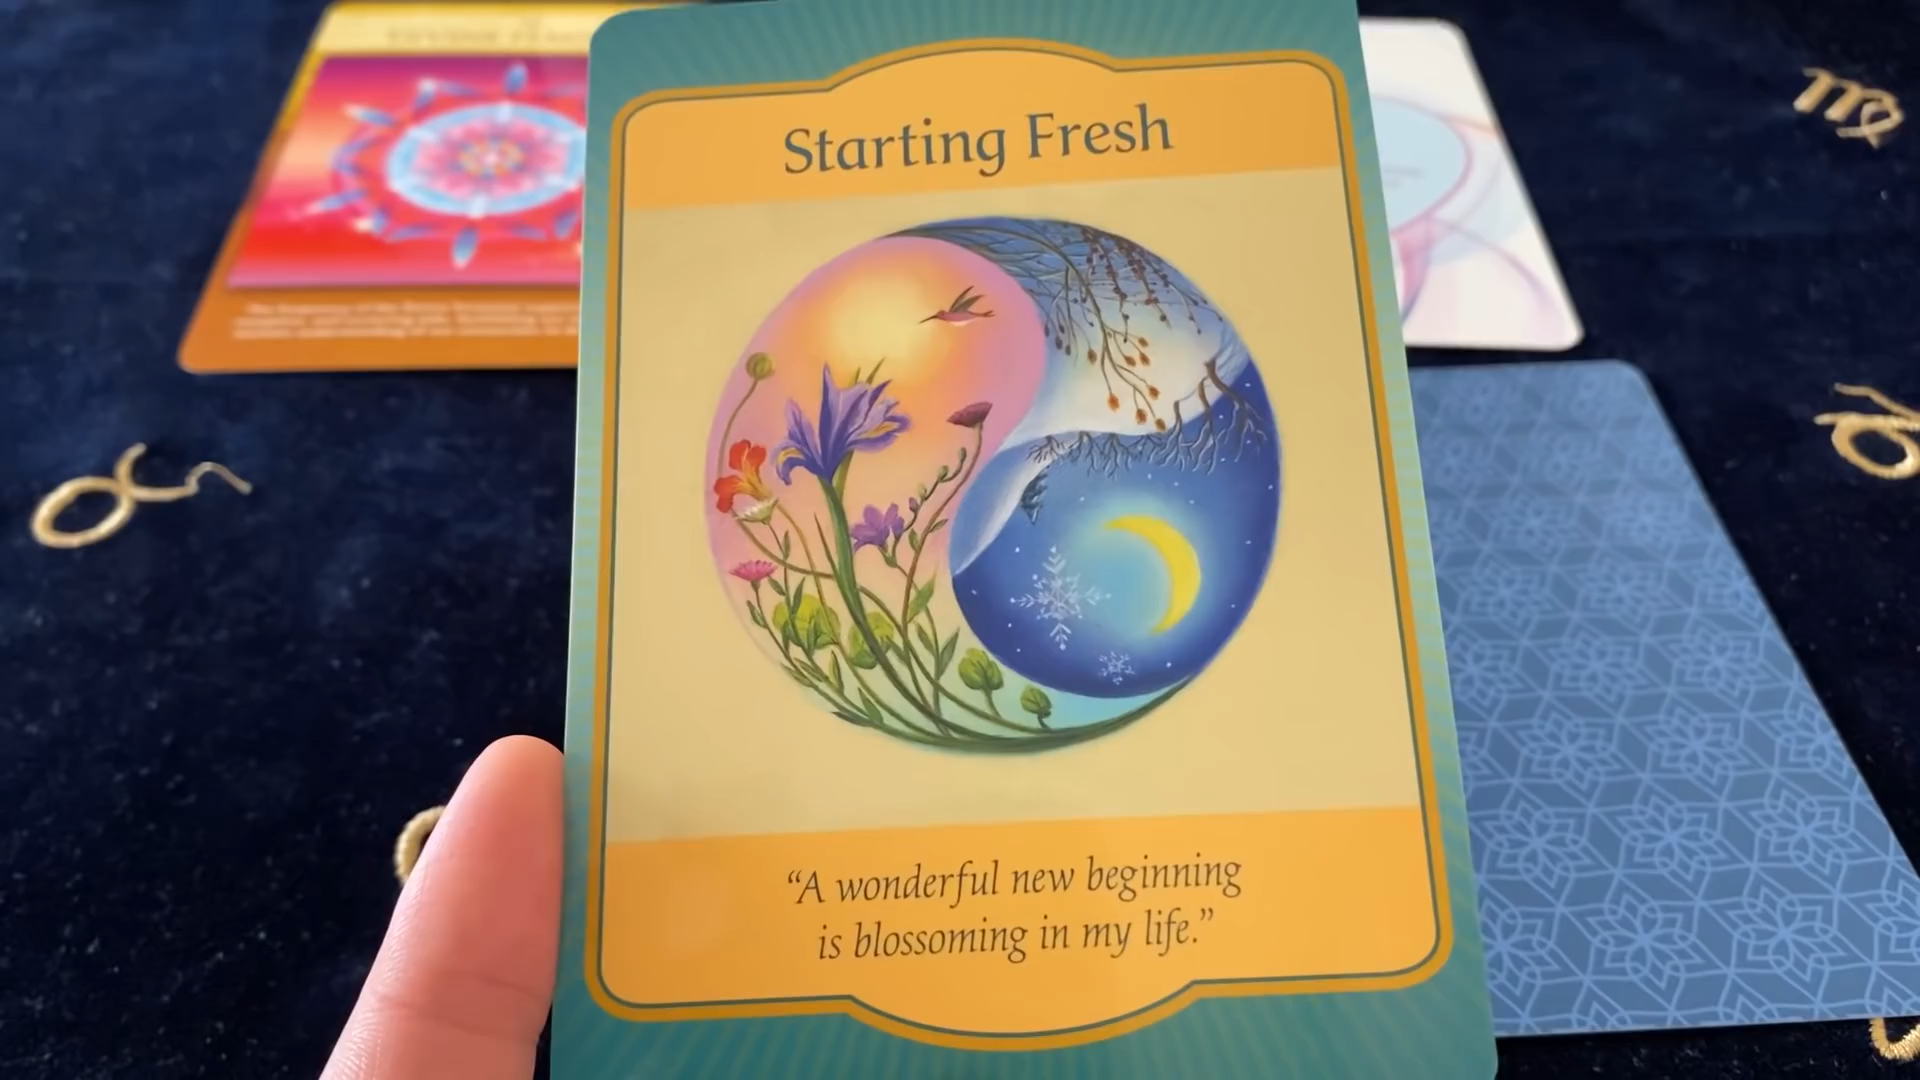 Starting Fresh
“A wonderful new beginning
is blossoming in my life.”